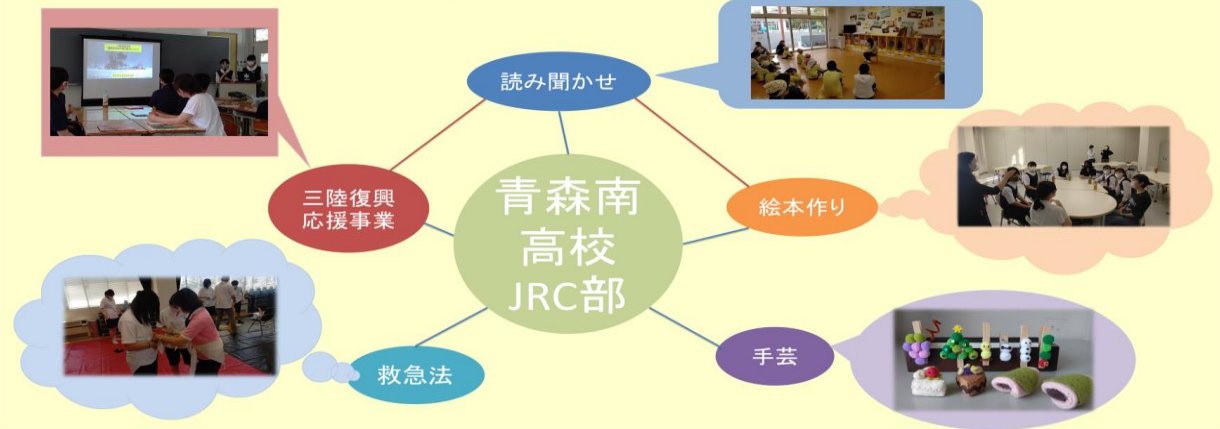 読み聞かせ
三陸復興
応援事業
青森南
高校
JRC部
絵本作り
救急法
手芸